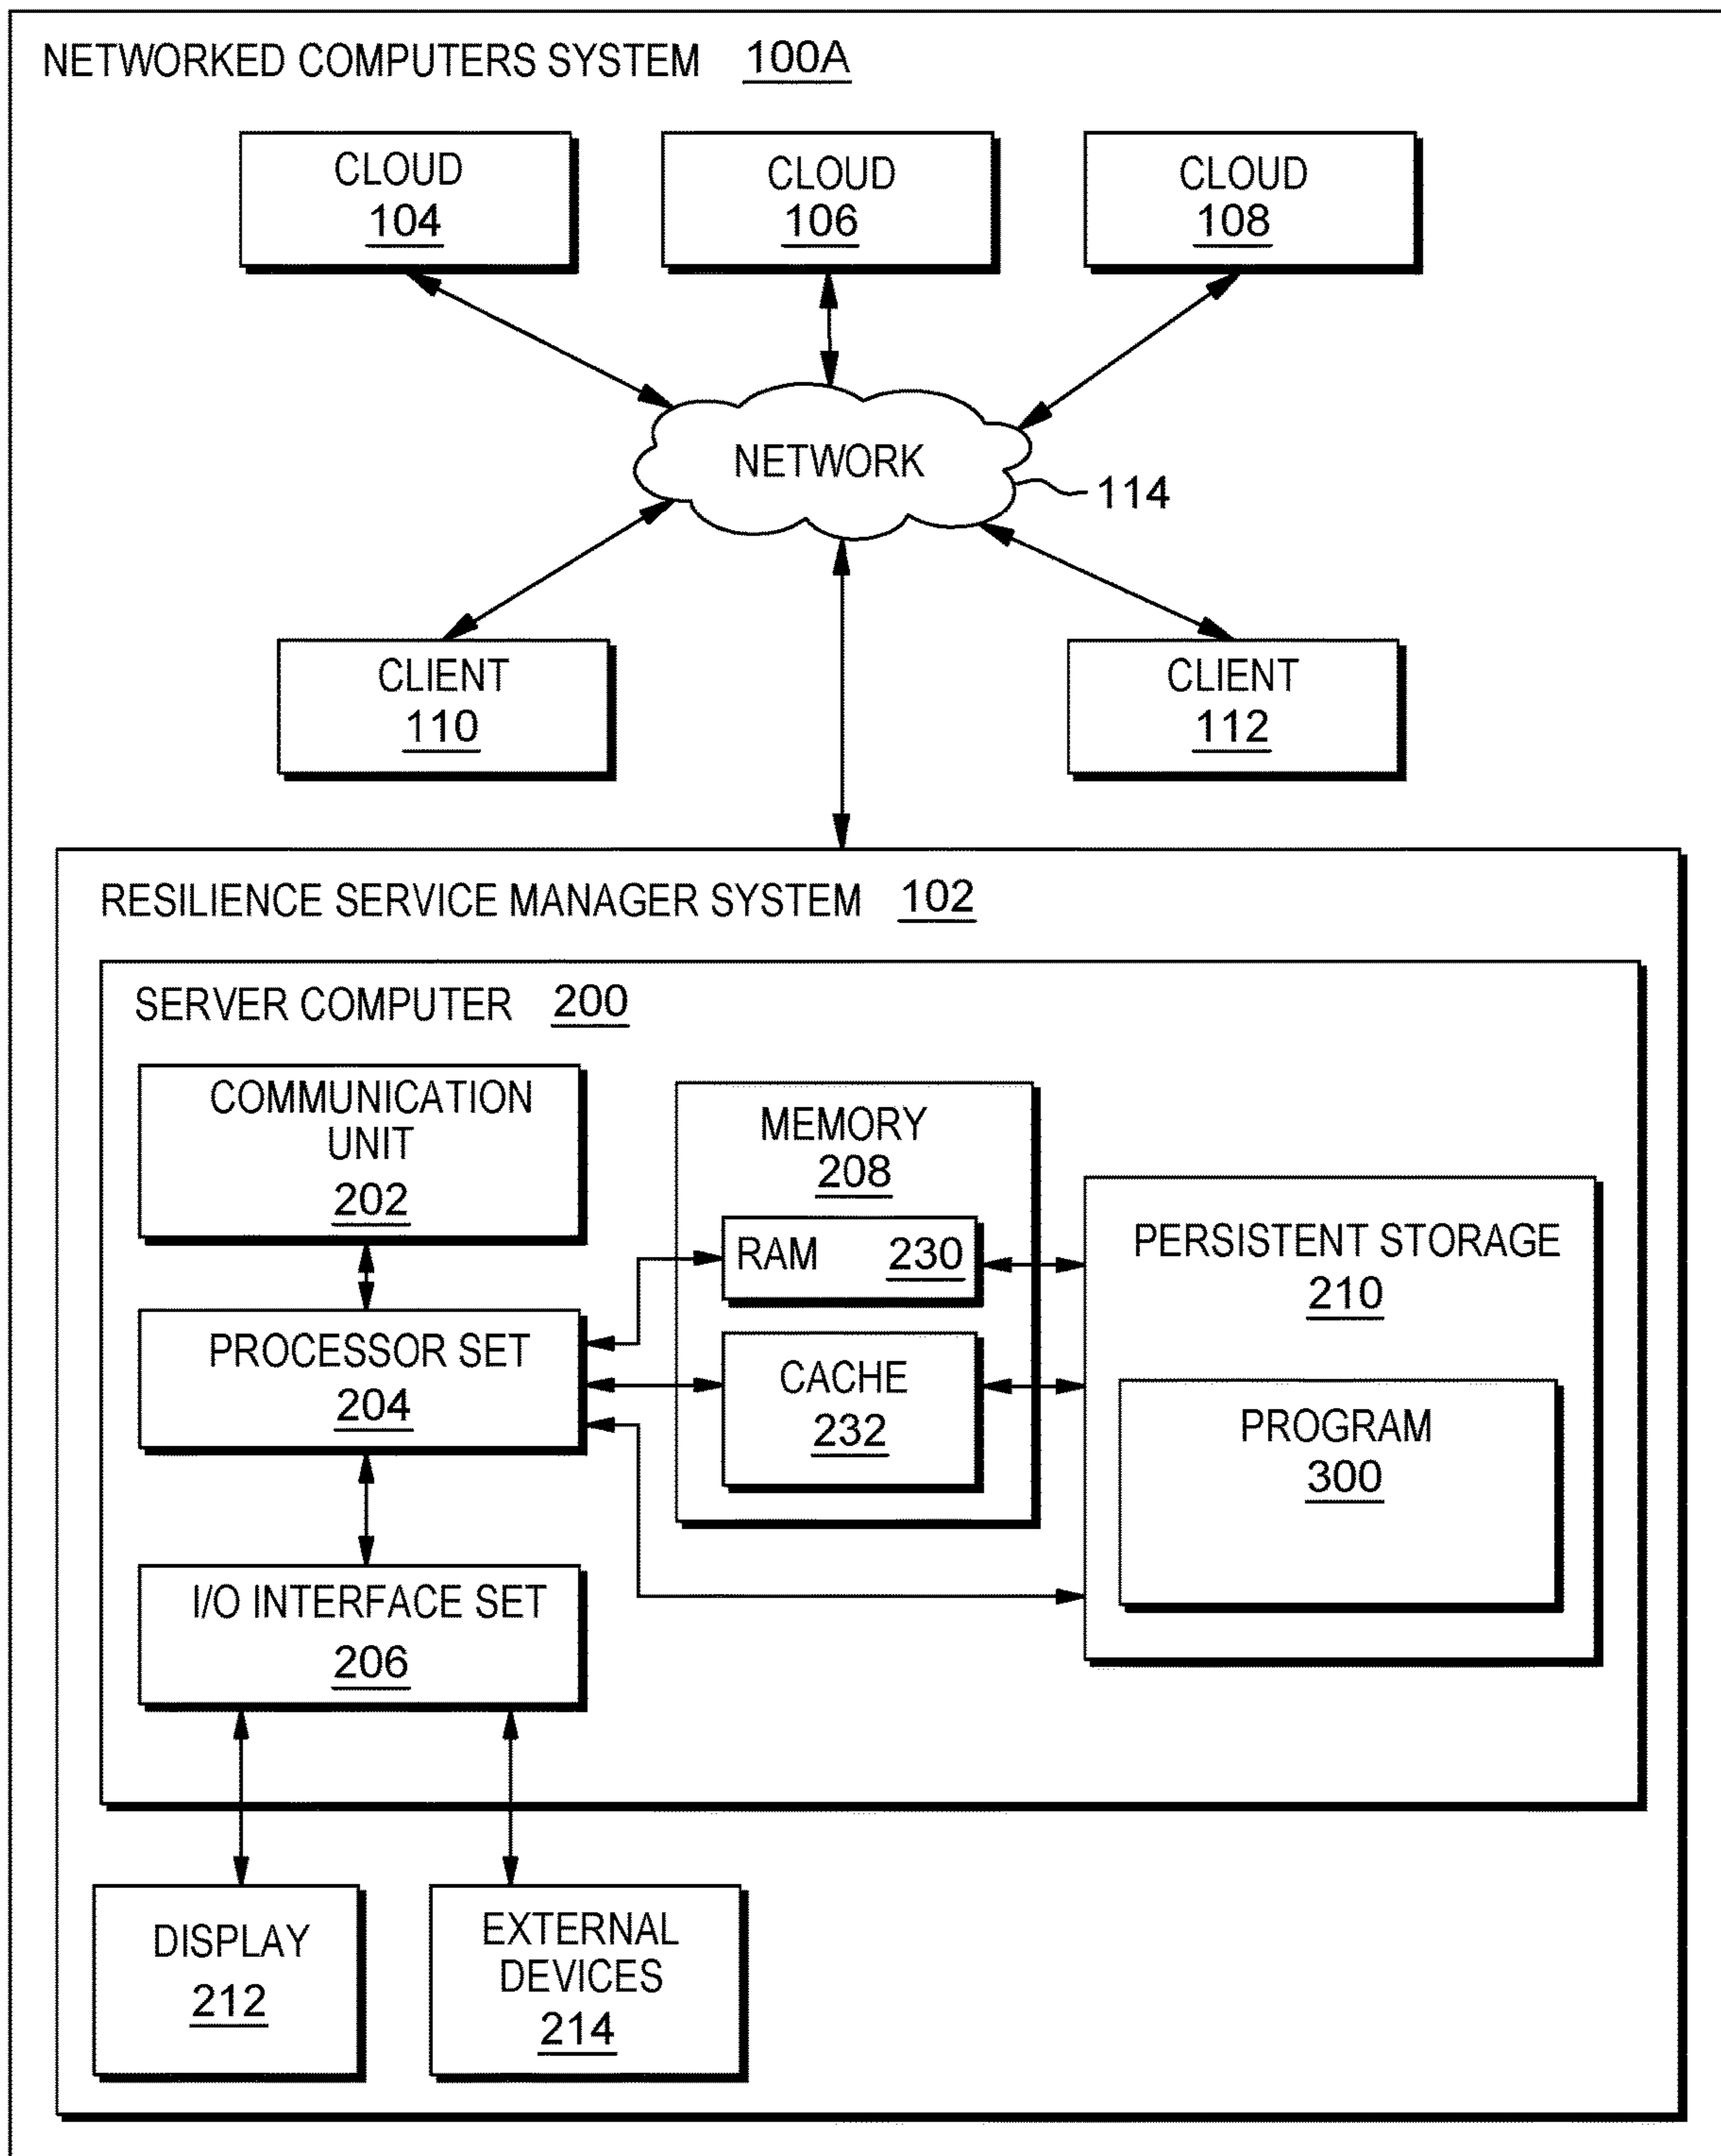 NETWORKED COMPUTERS SYSTEM 100A
CLOUD
104
CLOUD
106
CLOUD
108
NETWORK
114
CLIENT
110
CLIENT
112
RESILIENCE SERVICE MANAGER SYSTEM 102
SERVER COMPUTER 200
COMMUNICATION
UNIT
202
MEMORY
208
RAM 230
PERSISTENT STORAGE
210
PROCESSOR SET
204
CACHE
232
PROGRAM
300
I/O INTERFACE SET
206
DISPLAY
212
EXTERNAL
DEVICES
214